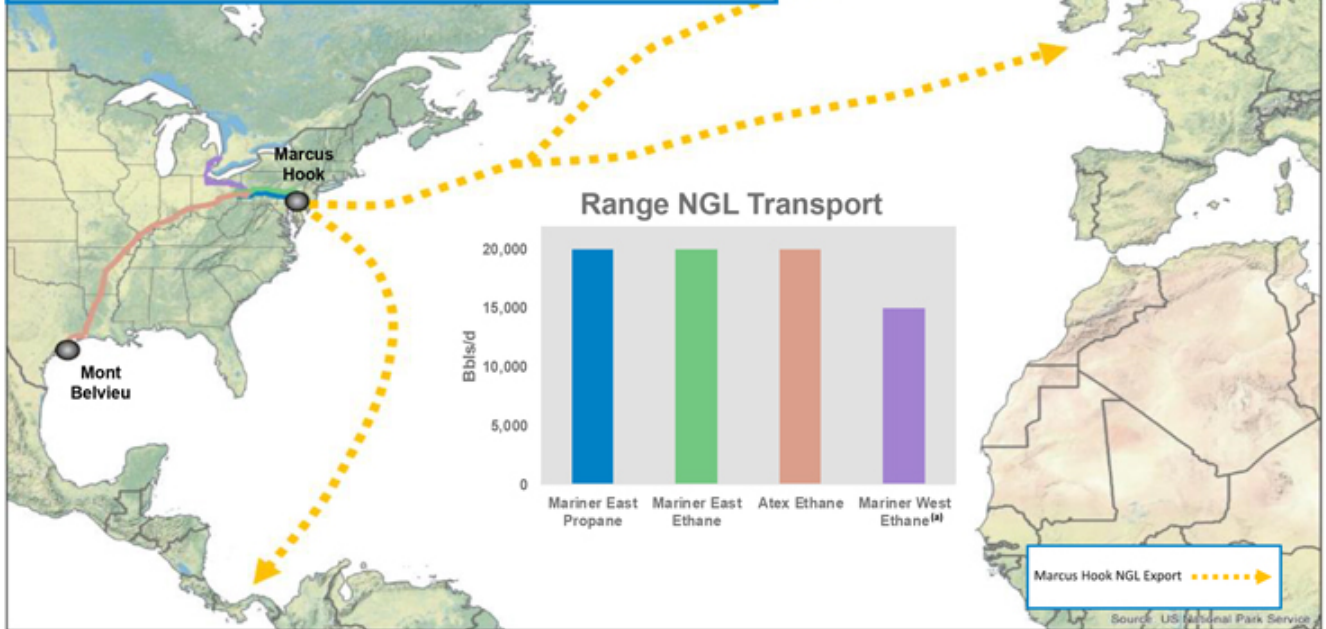 Marcus
Hook
Mont
Belvieu
Range NGL Transport
Bbls/d
20,000
15,000
10,000
5,000
0
Mariner East
Propane
Mariner East
Ethane
Atex Ethane
Mariner West
Ethane(a)
Marcus Hook NGL Export
Source: US National Park Service